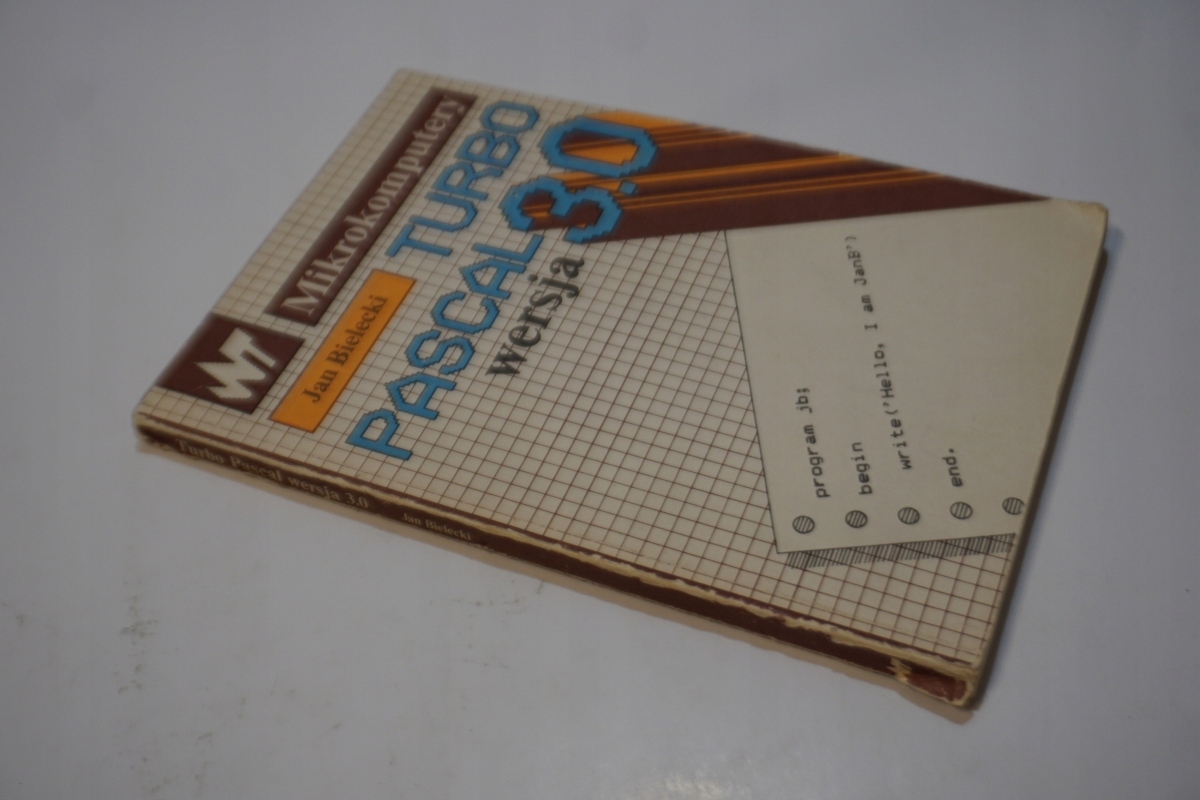 WT
Mikrokomputery
Jan Bielecki
TURBO
PASCAL 3.0
wersja
program jb;
begin
write('Hello, I am JanB')
end.
Turbo Pascal wersja 3.0
Jan Bielecki
WT